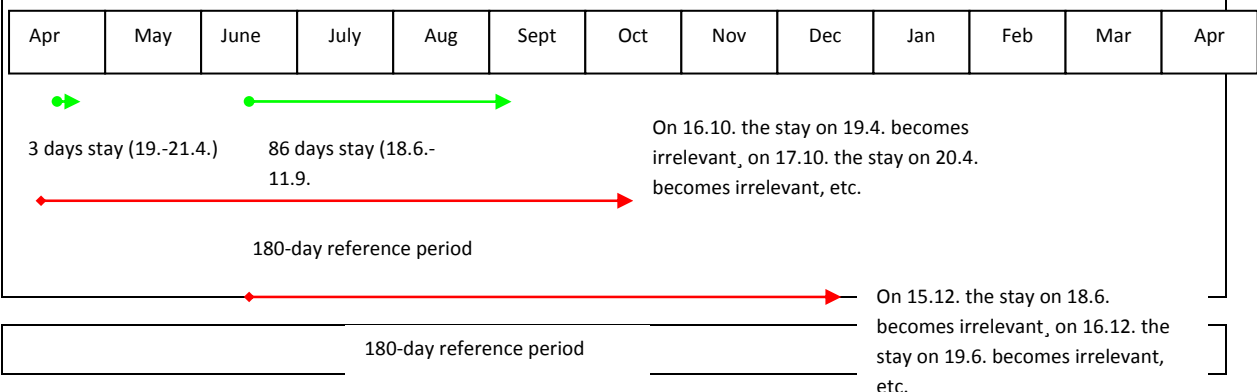 Apr May June July Aug Sept Oct Nov Dec Jan Feb Mar Apr
3 days stay (19.-21.4.)
86 days stay (18.6.-
11.9.
On 16.10. the stay on 19.4. becomes
irrelevant¸ on 17.10. the stay on 20.4.
becomes irrelevant, etc.
180-day reference period
On 15.12. the stay on 18.6.
becomes irrelevant¸ on 16.12. the
stay on 19.6. becomes irrelevant,
etc.
180-day reference period